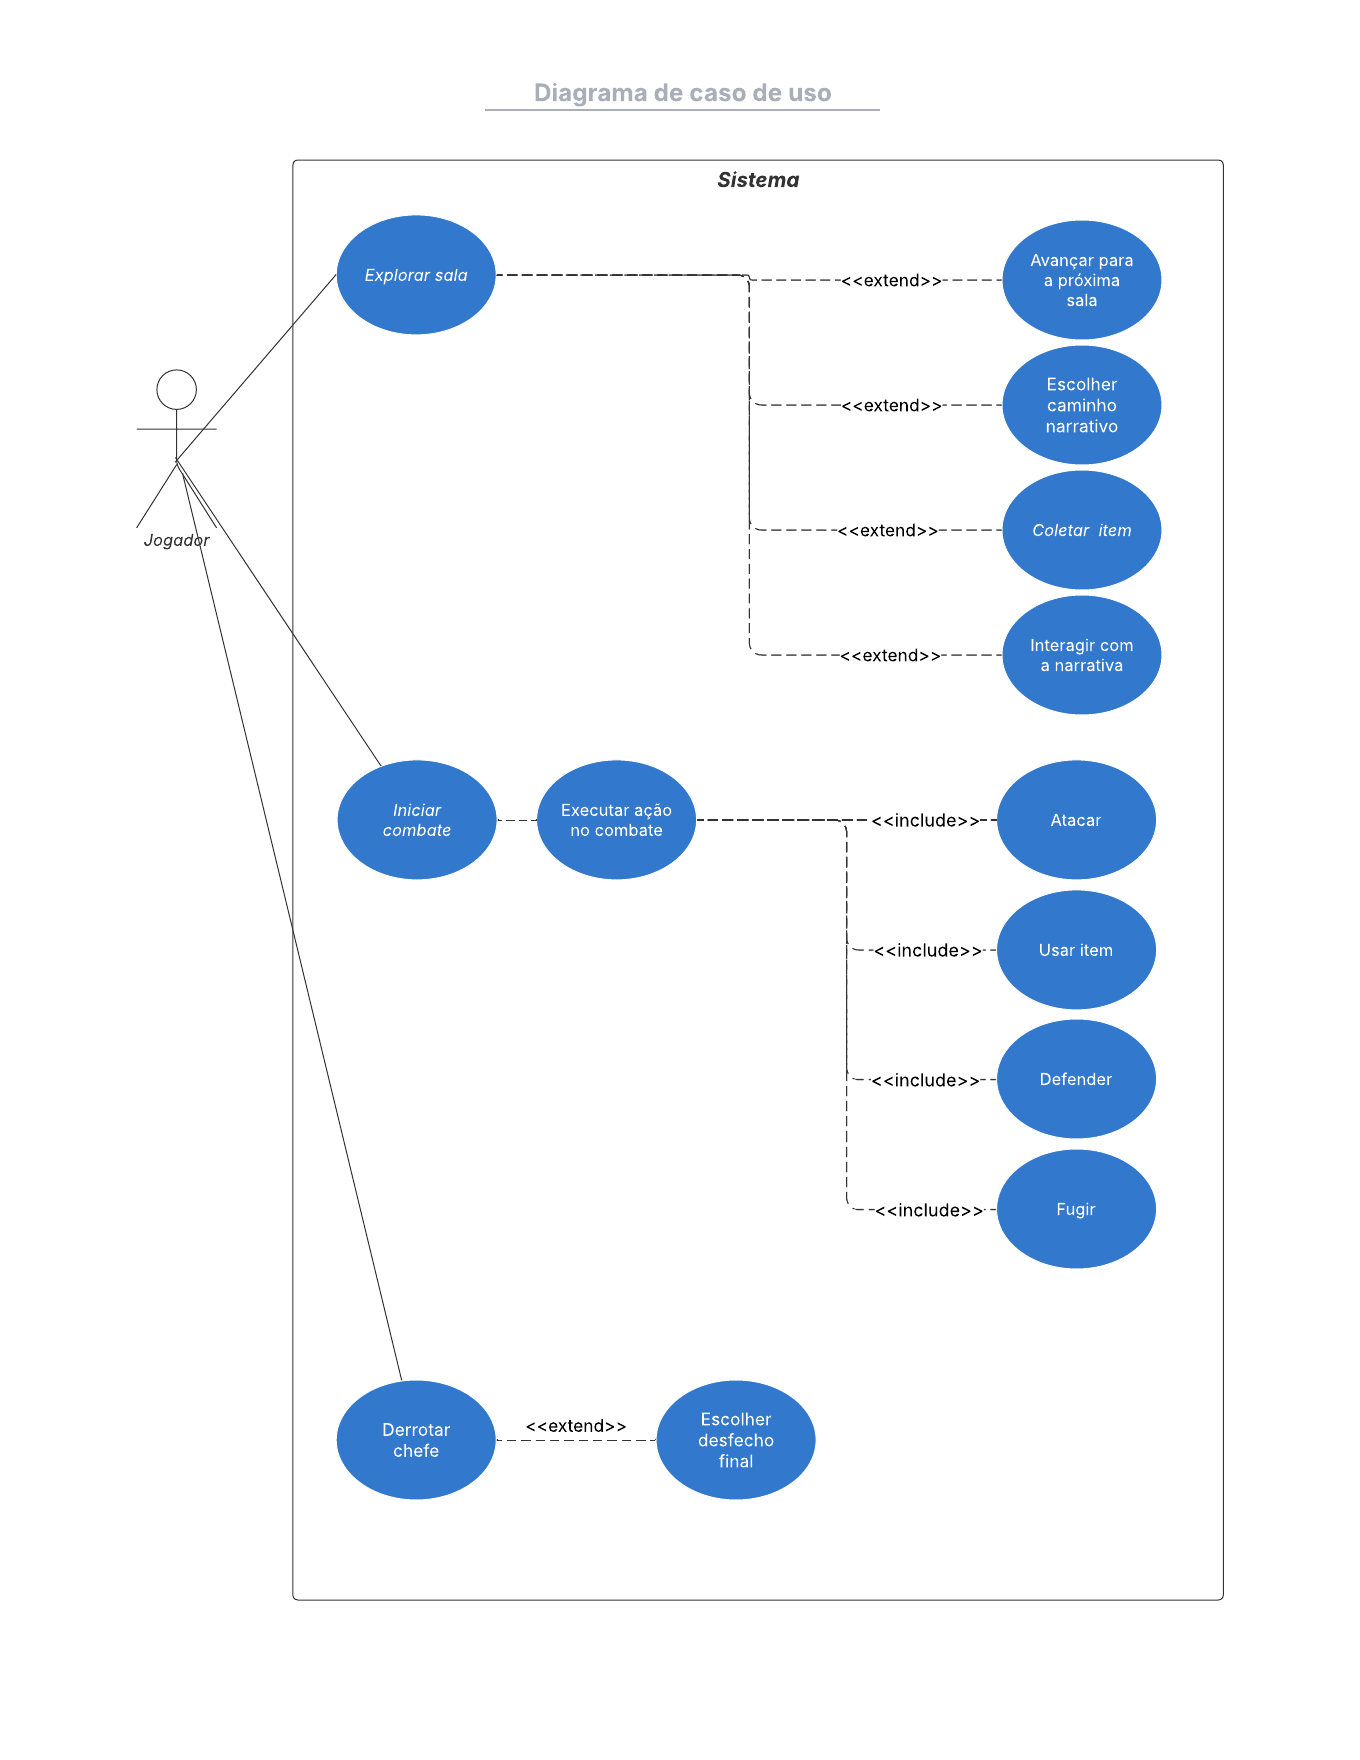 Diagrama de caso de uso
Sistema
Explorar sala
<<extend>>
Avançar para
a próxima
sala
<<extend>>
Escolher
caminho
narrativo
<<extend>>
Coletar  item
<<extend>>
Interagir com
a narrativa
Jogador
Iniciar
combate
Executar ação
no combate
<<include>>
Atacar
<<include>>
Usar item
<<include>>
Defender
<<include>>
Fugir
Derrotar
chefe
<<extend>>
Escolher
desfecho
final